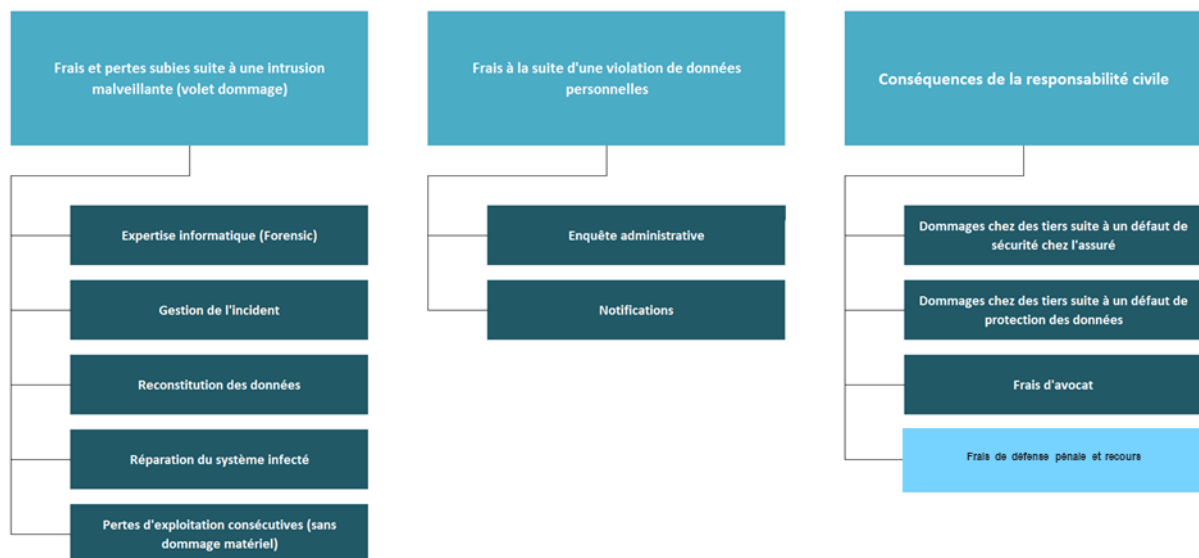 Frais et pertes subies suite à une intrusion
malveillante (volet dommage)
Expertise informatique (Forensic)
Gestion de l'incident
Reconstitution des données
Réparation du système infecté
Pertes d'exploitation consécutives (sans
dommage matériel)
Frais à la suite d'une violation de données
personnelles
Enquête administrative
Notifications
Conséquences de la responsabilité civile
Dommages chez des tiers suite à un défaut de
sécurité chez l'assuré
Dommages chez des tiers suite à un défaut de
protection des données
Frais d'avocat
Frais de défense pénale et recours